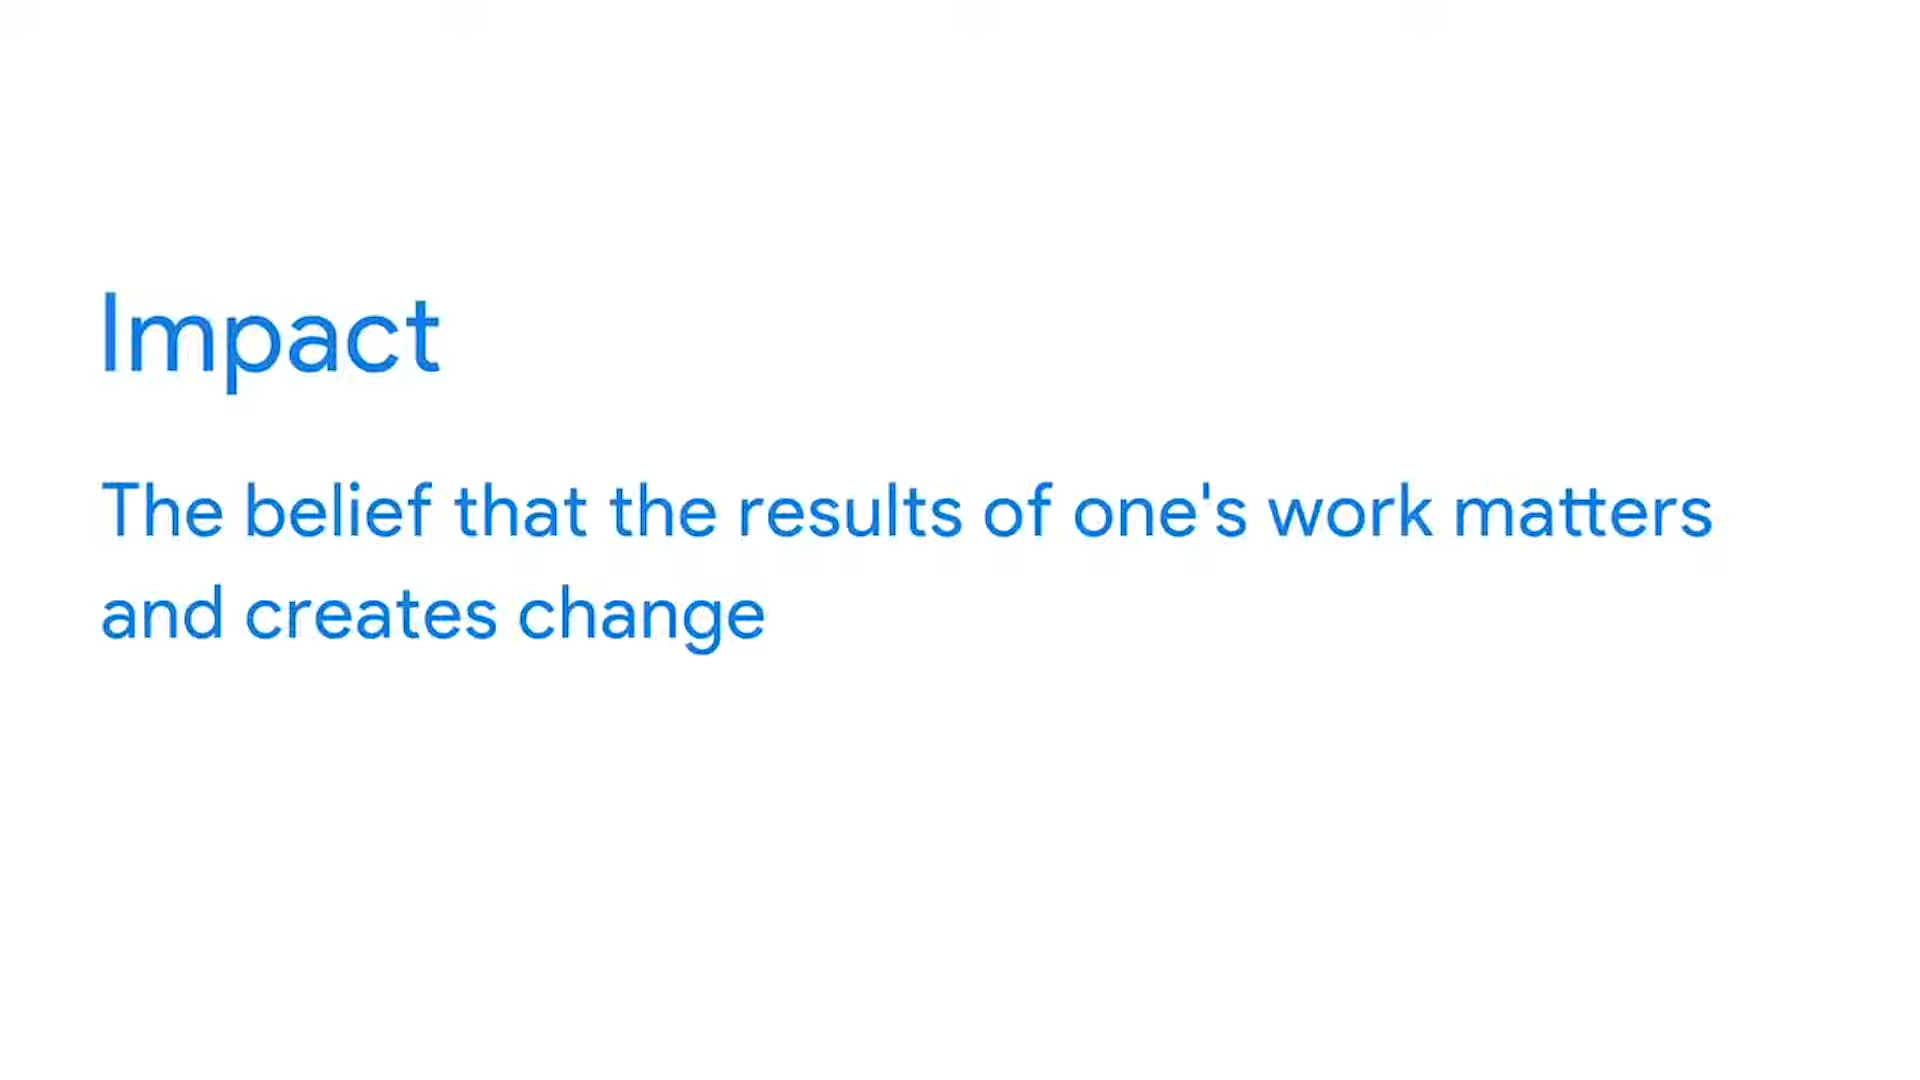 Impact
The belief that the results of one's work matters
and creates change